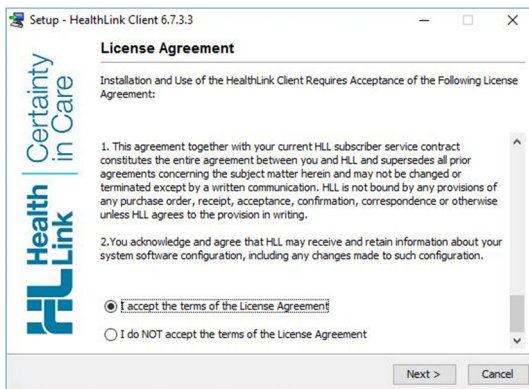 Setup - HealthLink Client 6.7.3.3
License Agreement
Installation and Use of the HealthLink Client Requires Acceptance of the Following License
Agreement:
1. This agreement together with your current HLL subscriber service contract
constitutes the entire agreement between you and HLL and supersedes all prior
agreements concerning the subject matter herein and may not be changed or
terminated except by a written communication. HLL is not bound by any provisions of
any purchase order, receipt, acceptance, confirmation, correspondence or otherwise
unless HLL agrees to the provision in writing.
2.You acknowledge and agree that HLL may receive and retain information about your
system software configuration, including any changes made to such configuration.
I accept the terms of the License Agreement
I do NOT accept the terms of the License Agreement
Health
Link
Certainty
in Care
Next >
Cancel